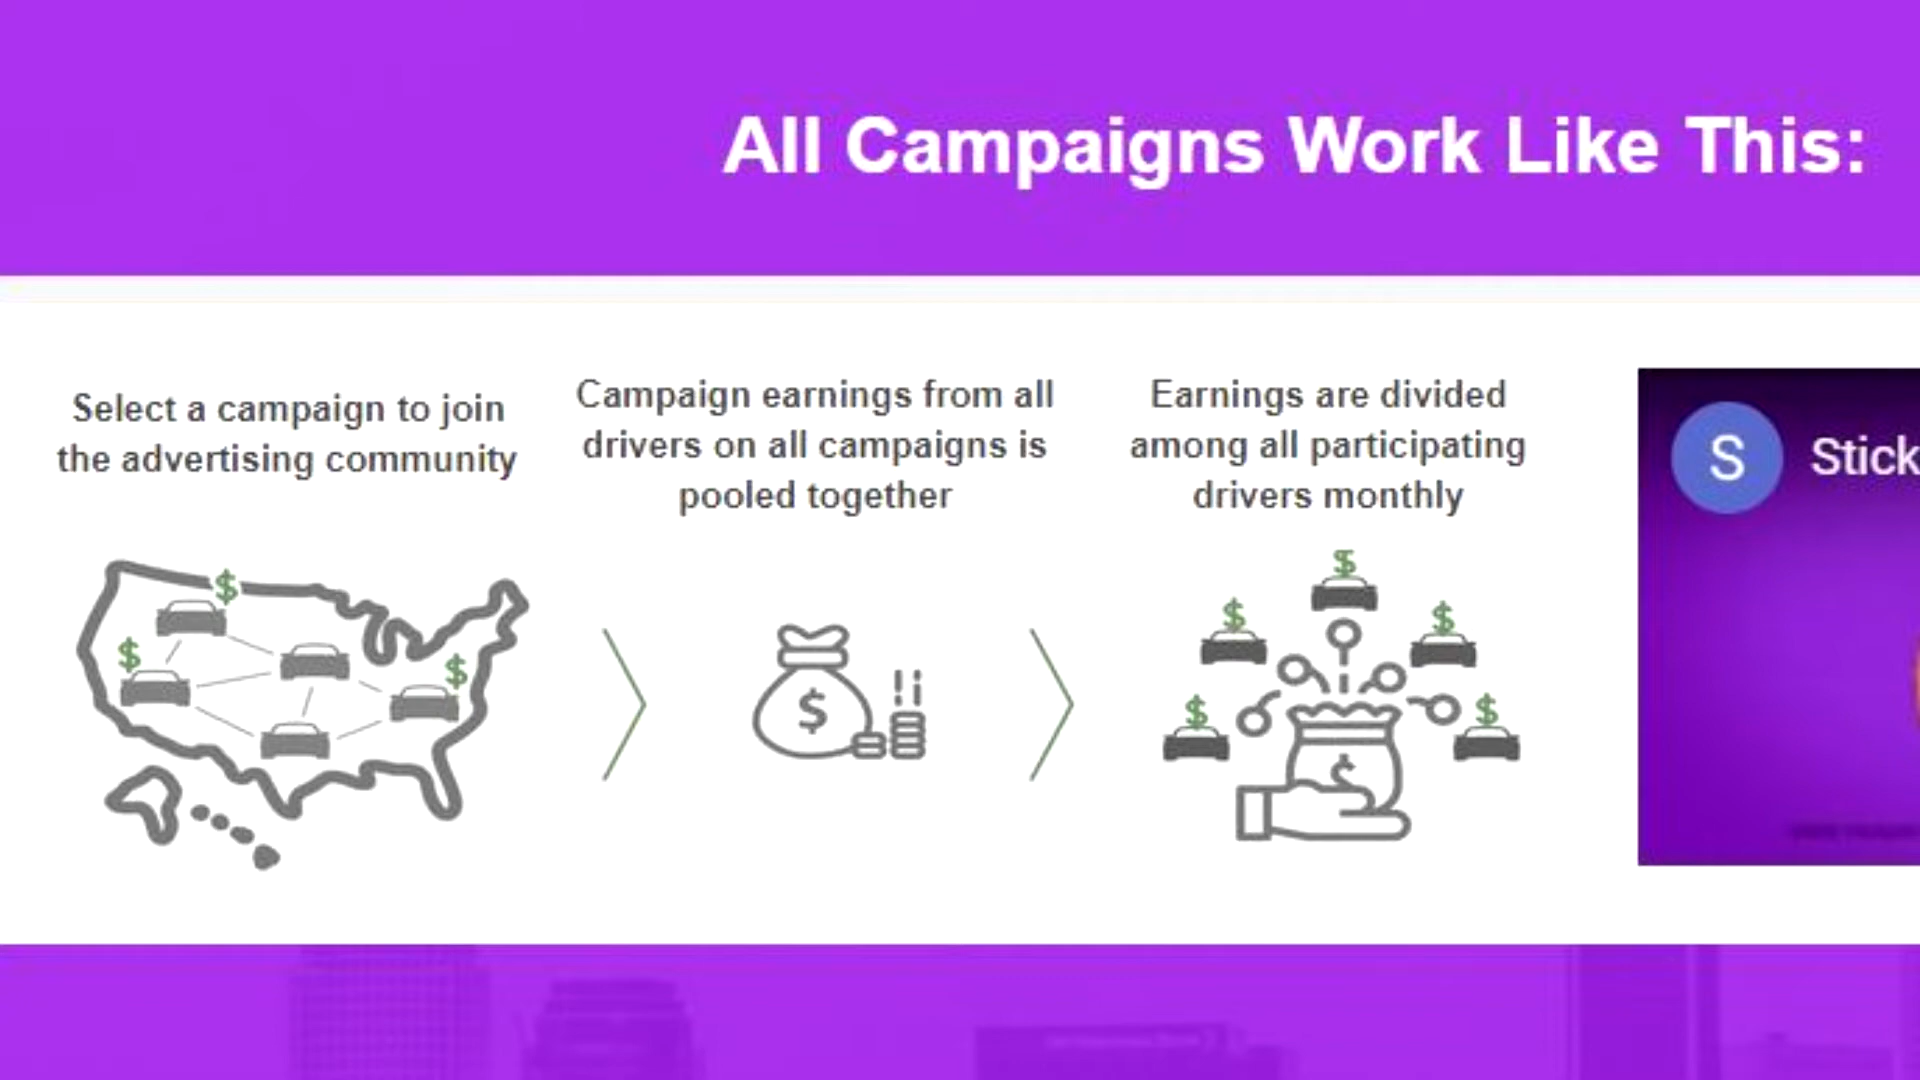 All Campaigns Work Like This:
Select a campaign to join
the advertising community
Campaign earnings from all
drivers on all campaigns is
pooled together
Earnings are divided
among all participating
drivers monthly
S
Stick
$
$
$
$
$
$
$
$
$
$